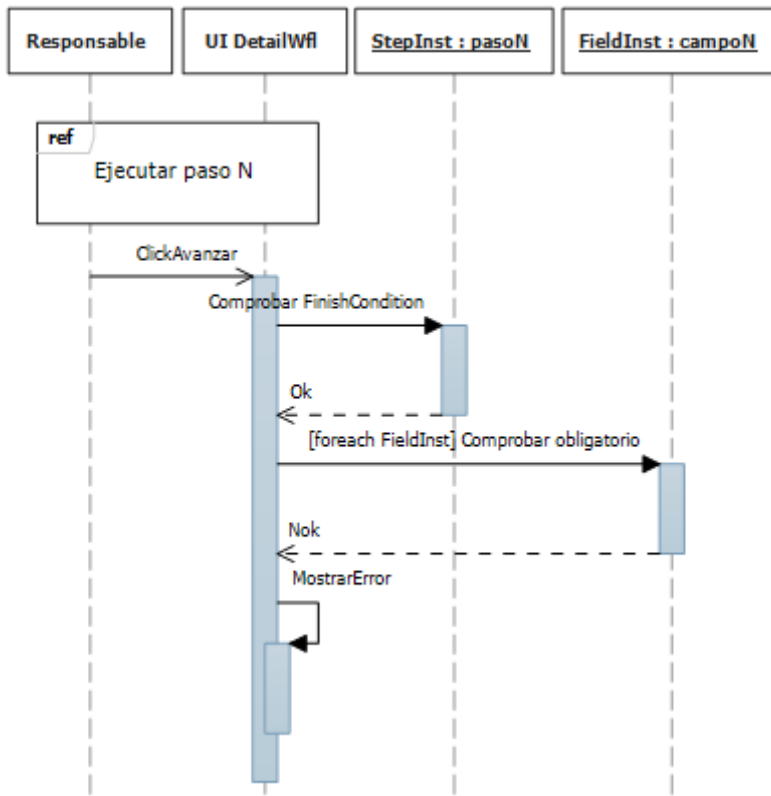 Responsable
UI DetailWfl
StepInst : pasoN
FieldInst : campoN
ref
Ejecutar paso N
ClickAvanzar
Comprobar FinishCondition
Ok
[foreach FieldInst] Comprobar obligatorio
Nok
MostrarError